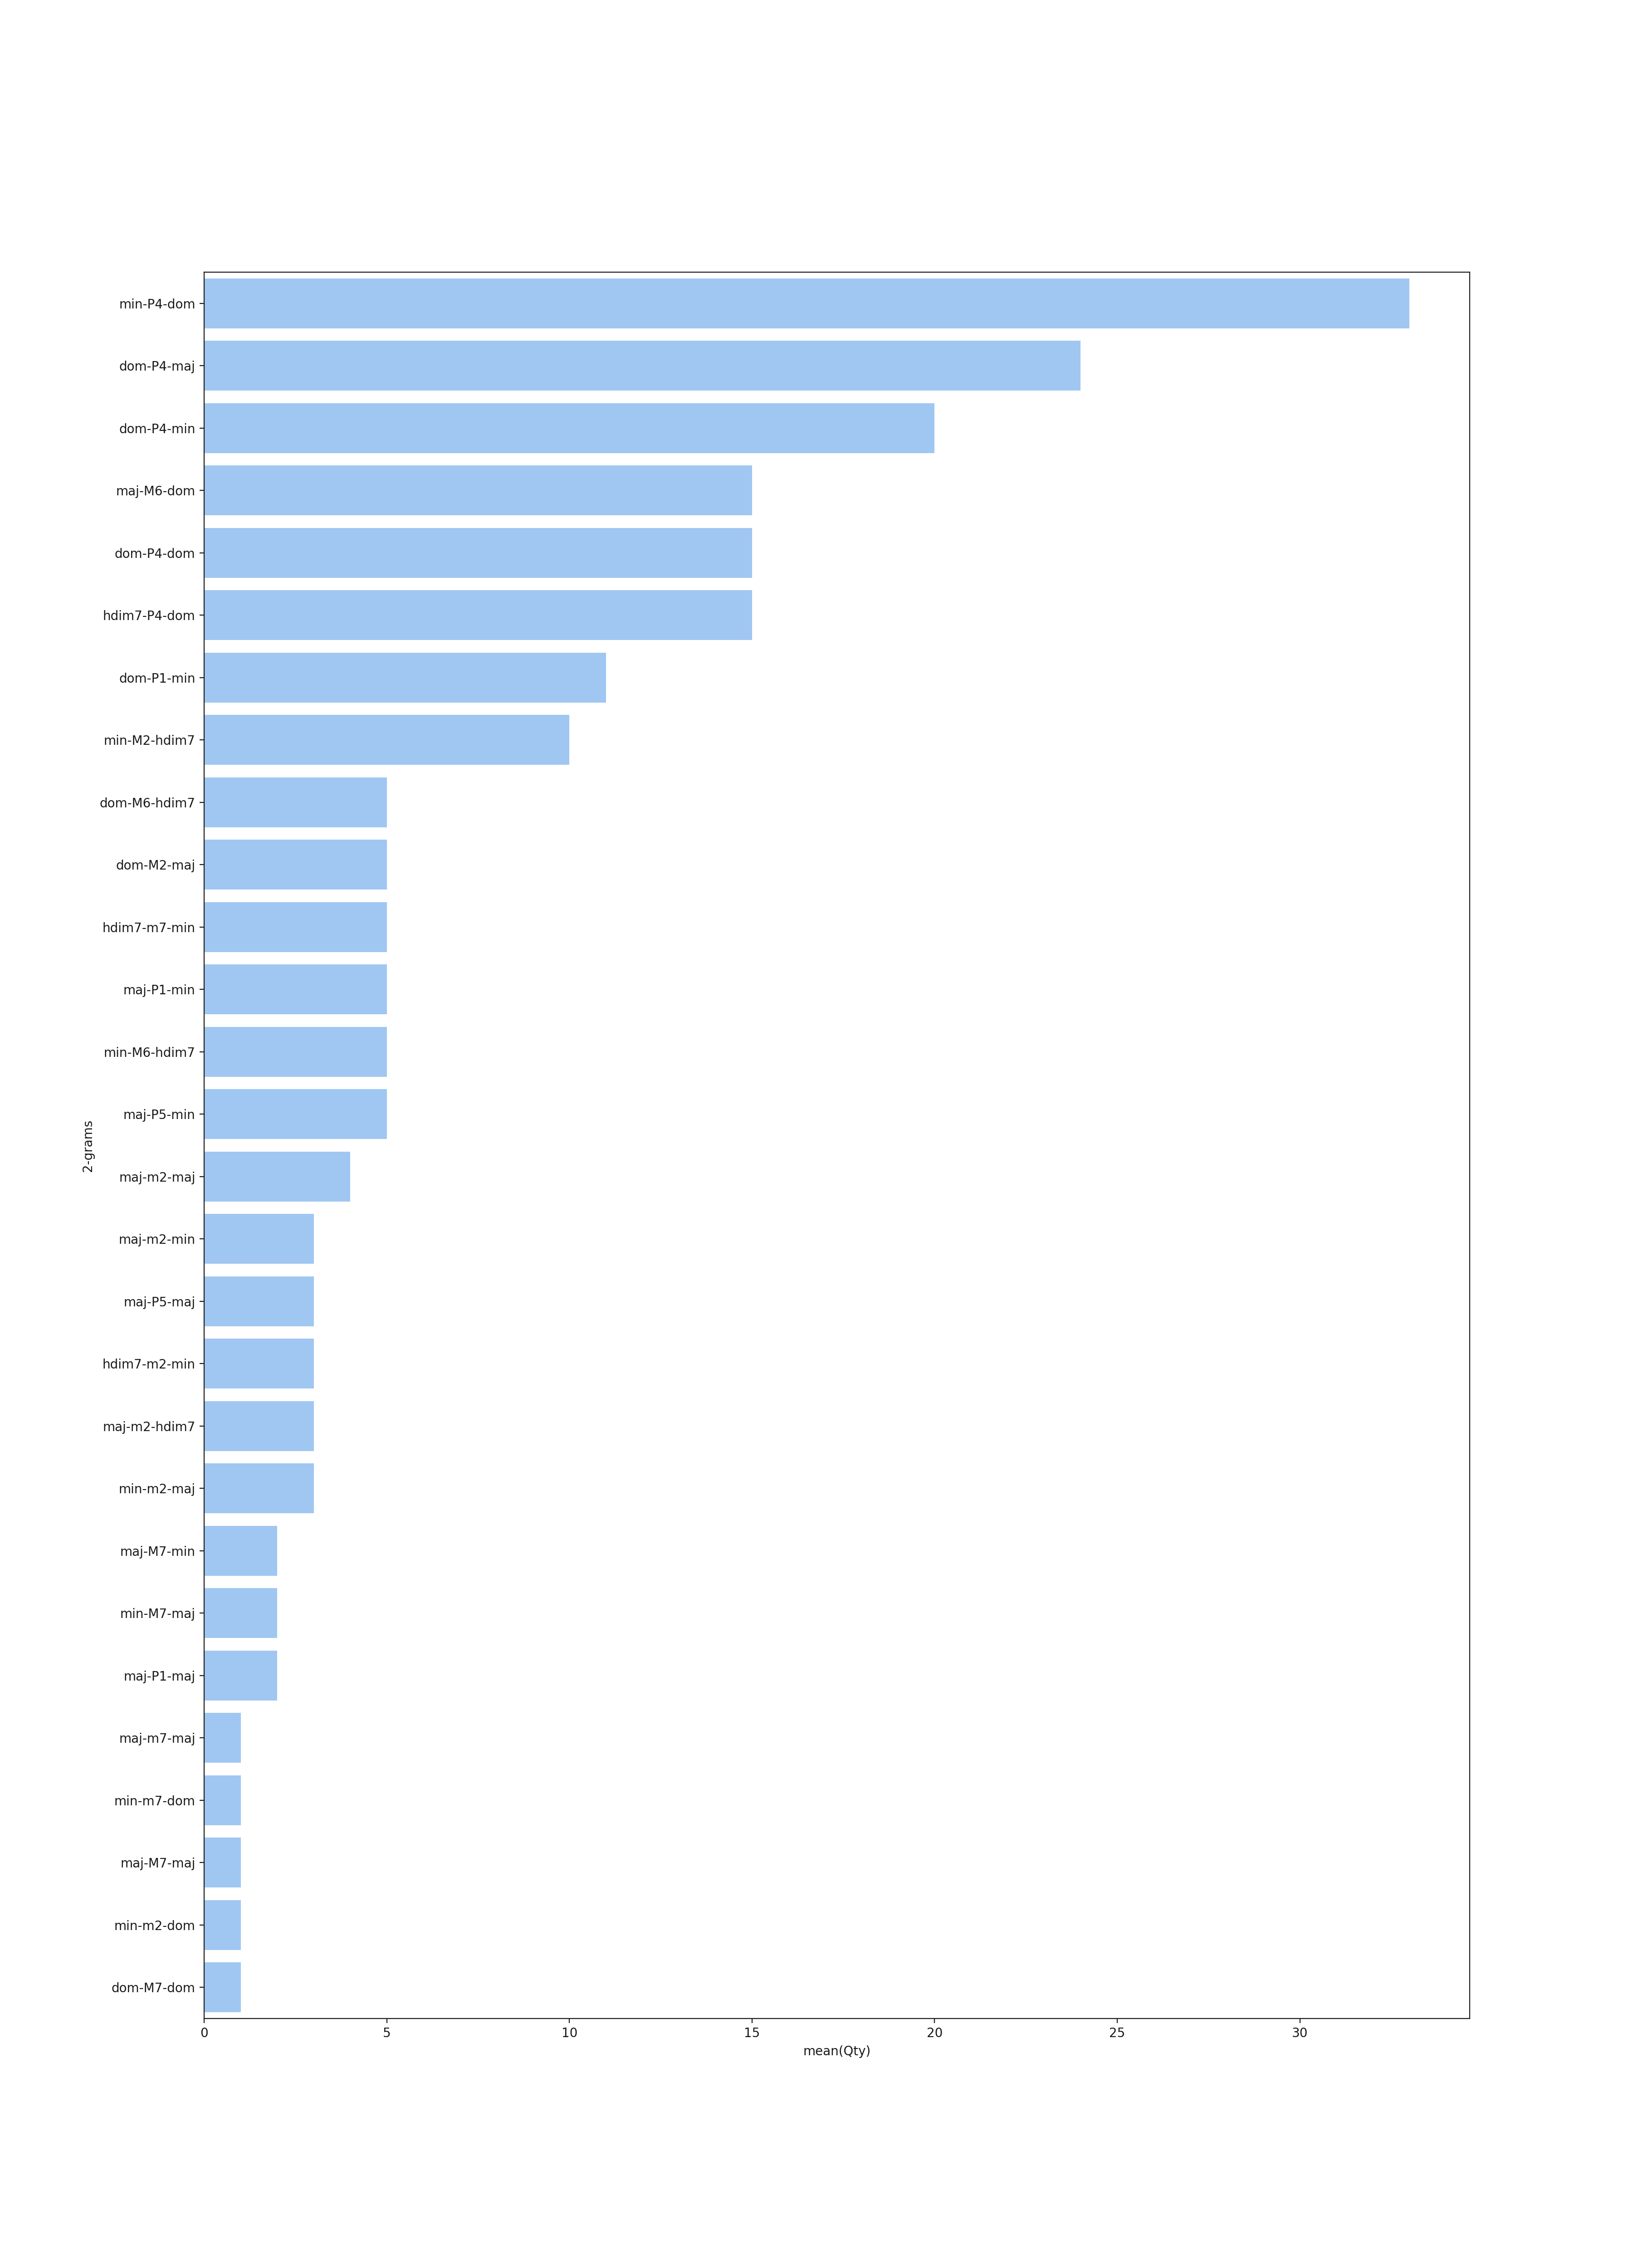 min-P4-dom
dom-P4-maj
dom-P4-min
maj-M6-dom
dom-P4-dom
hdim7-P4-dom
dom-P1-min
min-M2-hdim7
dom-M6-hdim7
dom-M2-maj
hdim7-m7-min
maj-P1-min
min-M6-hdim7
maj-P5-min
maj-m2-maj
maj-m2-min
maj-P5-maj
hdim7-m2-min
maj-m2-hdim7
min-m2-maj
maj-M7-min
min-M7-maj
maj-P1-maj
maj-m7-maj
min-m7-dom
maj-M7-maj
min-m2-dom
dom-M7-dom
2-grams
0 5 10 15 20 25 30
mean(Qty)